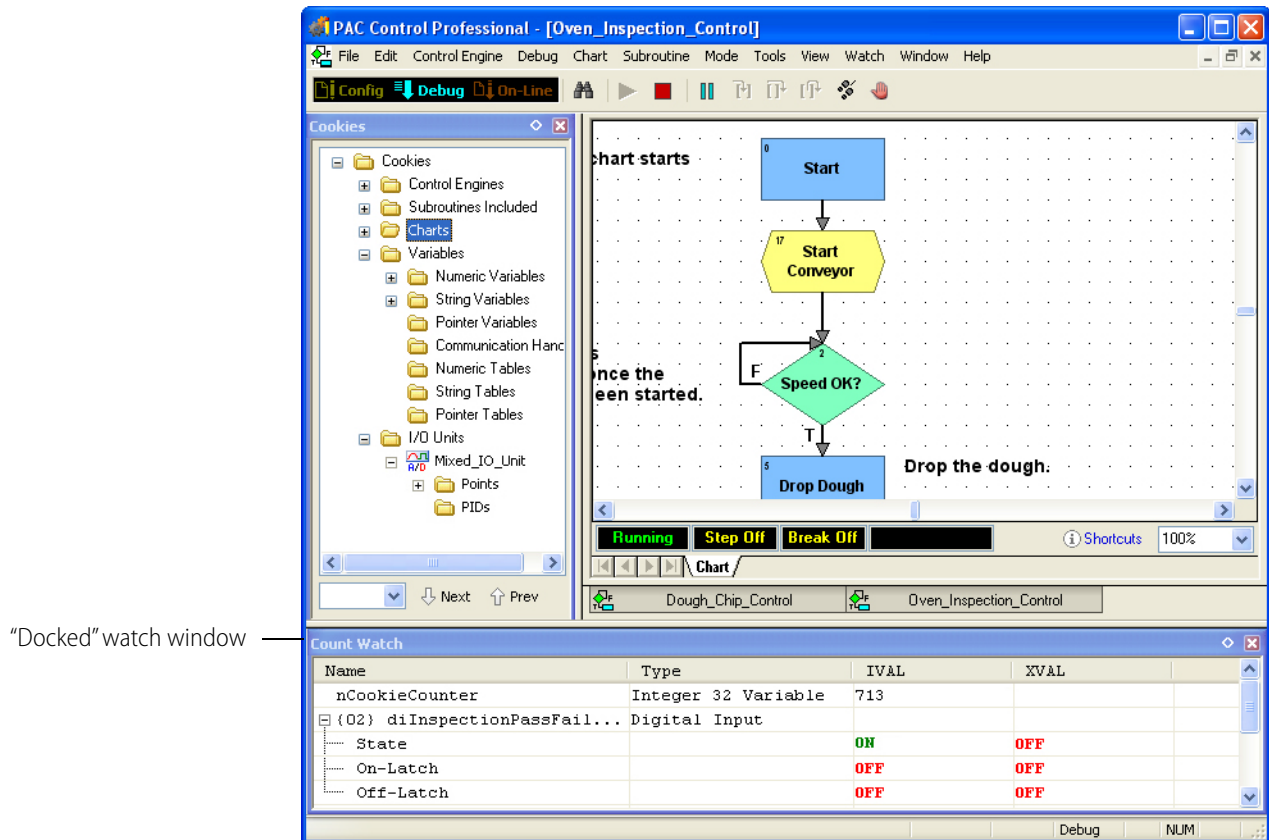 PAC Control Professional - [Oven_Inspection_Control]
File Edit Control Engine Debug Chart Subroutine Mode Tools View Watch Window Help
Config Debug On-Line
Cookies
Cookies
Control Engines
Subroutines Included
Charts
Variables
Numeric Variables
String Variables
Pointer Variables
Communication Hanc
Numeric Tables
String Tables
Pointer Tables
I/O Units
A/D Mixed_IO_Unit
Points
PIDs
Next Prev
chart starts
0
Start
17
Start
Conveyor
s
once the
een started.
2
Speed OK?
F
T
5
Drop Dough
Drop the dough.
Running Step Off Break Off
Shortcuts 100%
Chart
Dough_Chip_Control Oven_Inspection_Control
"Docked" watch window
Count Watch
Name Type IVAL XVAL
nCookieCounter Integer 32 Variable 713
{02} diInspectionPassFail... Digital Input
State ON OFF
On-Latch OFF OFF
Off-Latch OFF OFF
Debug NUM